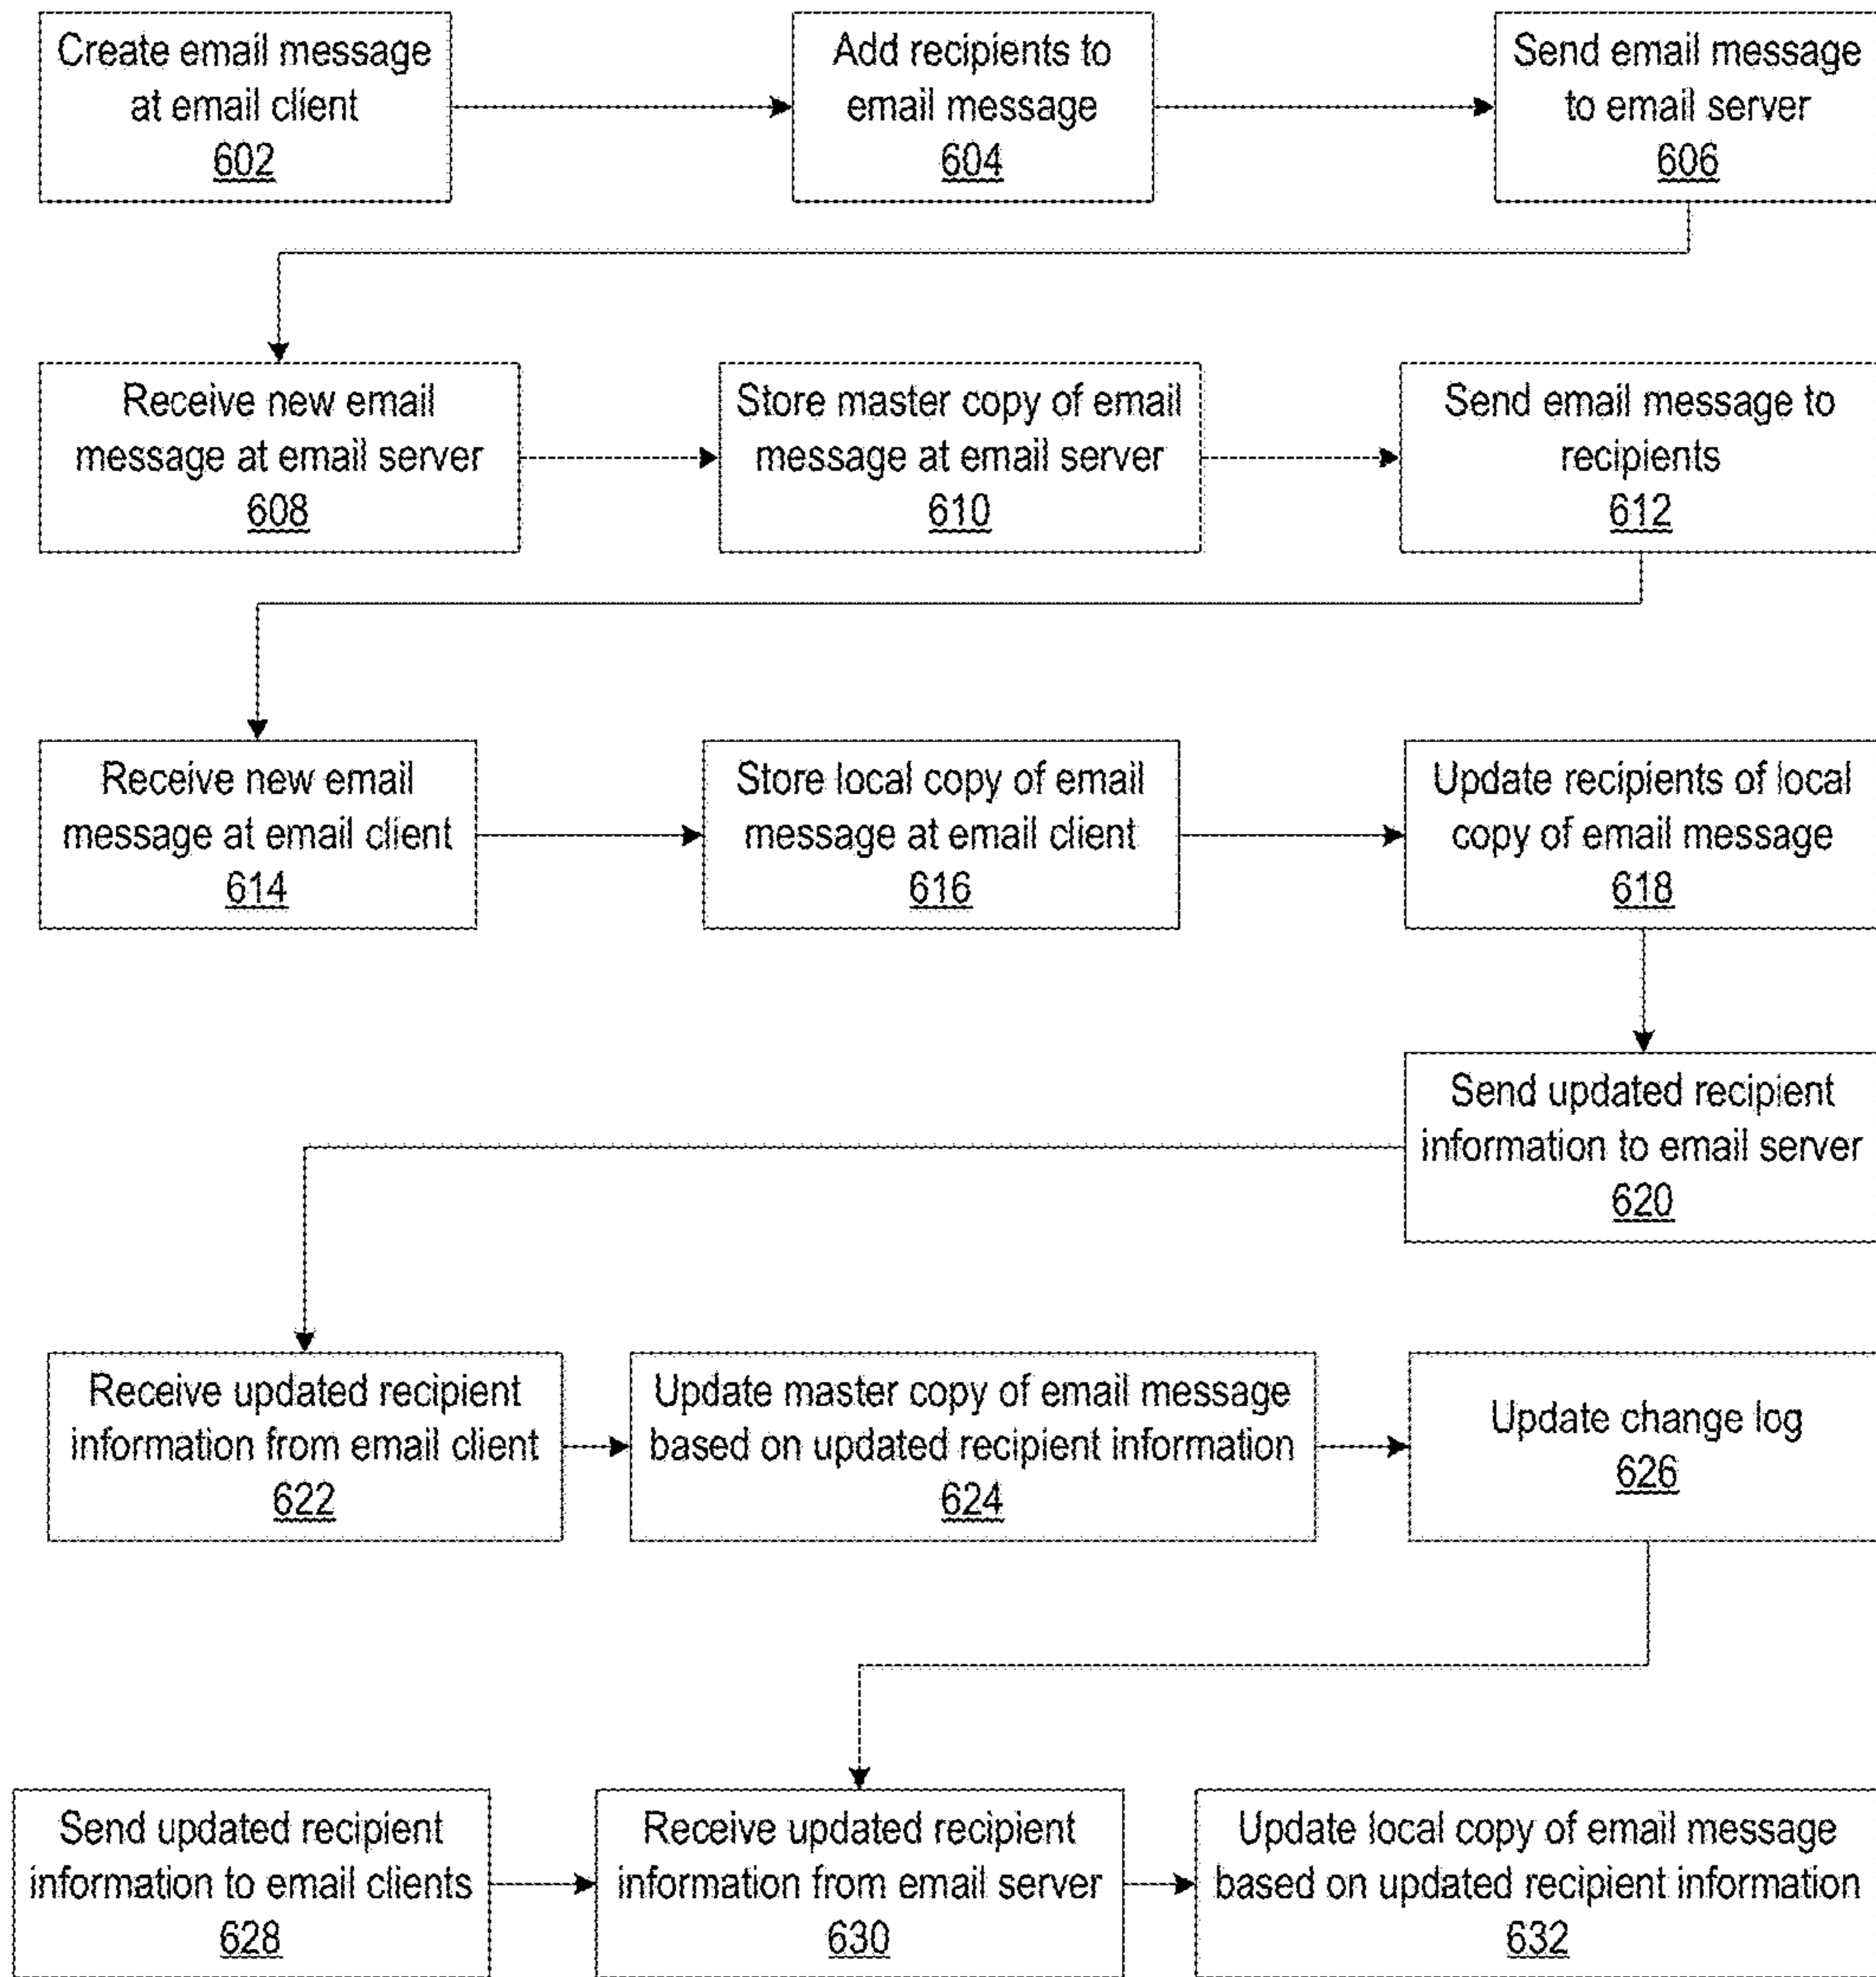 Create email message
at email client
602
Add recipients to
email message
604
Send email message
to email server
606
Receive new email
message at email server
608
Store master copy of email
message at email server
610
Send email message to
recipients
612
Receive new email
message at email client
614
Store local copy of email
message at email client
616
Update recipients of local
copy of email message
618
Send updated recipient
information to email server
620
Receive updated recipient
information from email client
622
Update master copy of email message
based on updated recipient information
624
Update change log
626
Send updated recipient
information to email clients
628
Receive updated recipient
information from email server
630
Update local copy of email message
based on updated recipient information
632